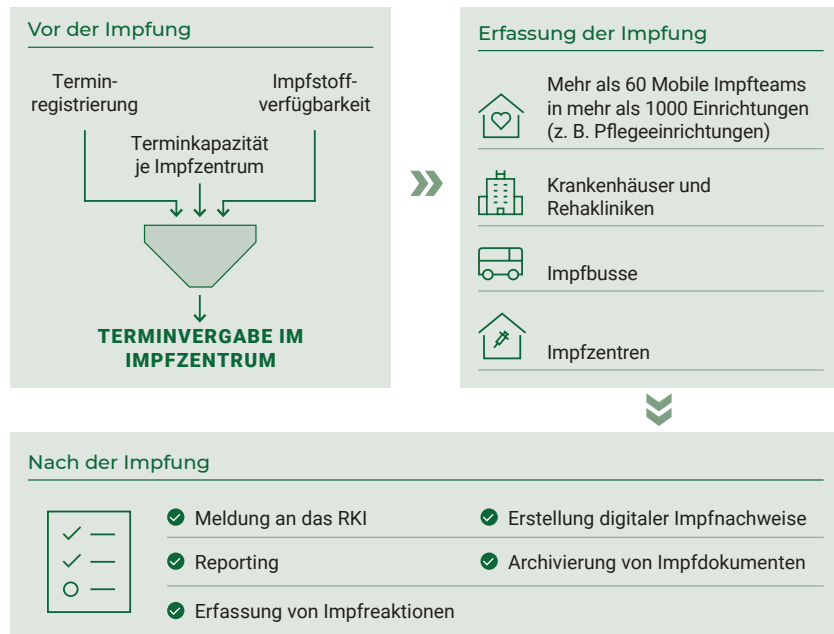 Vor der Impfung
Termin-
registrierung
Impfstoff-
verfügbarkeit
Terminkapazität
je Impfzentrum
TERMINVERGABE IM
IMPFZENTRUM
Erfassung der Impfung
Mehr als 60 Mobile Impfteams
in mehr als 1000 Einrichtungen
(z. B. Pflegeeinrichtungen)
Krankenhäuser und
Rehakliniken
Impfbusse
Impfzentren
Nach der Impfung
Meldung an das RKI
Erstellung digitaler Impfnachweise
Reporting
Archivierung von Impfdokumenten
Erfassung von Impfreaktionen